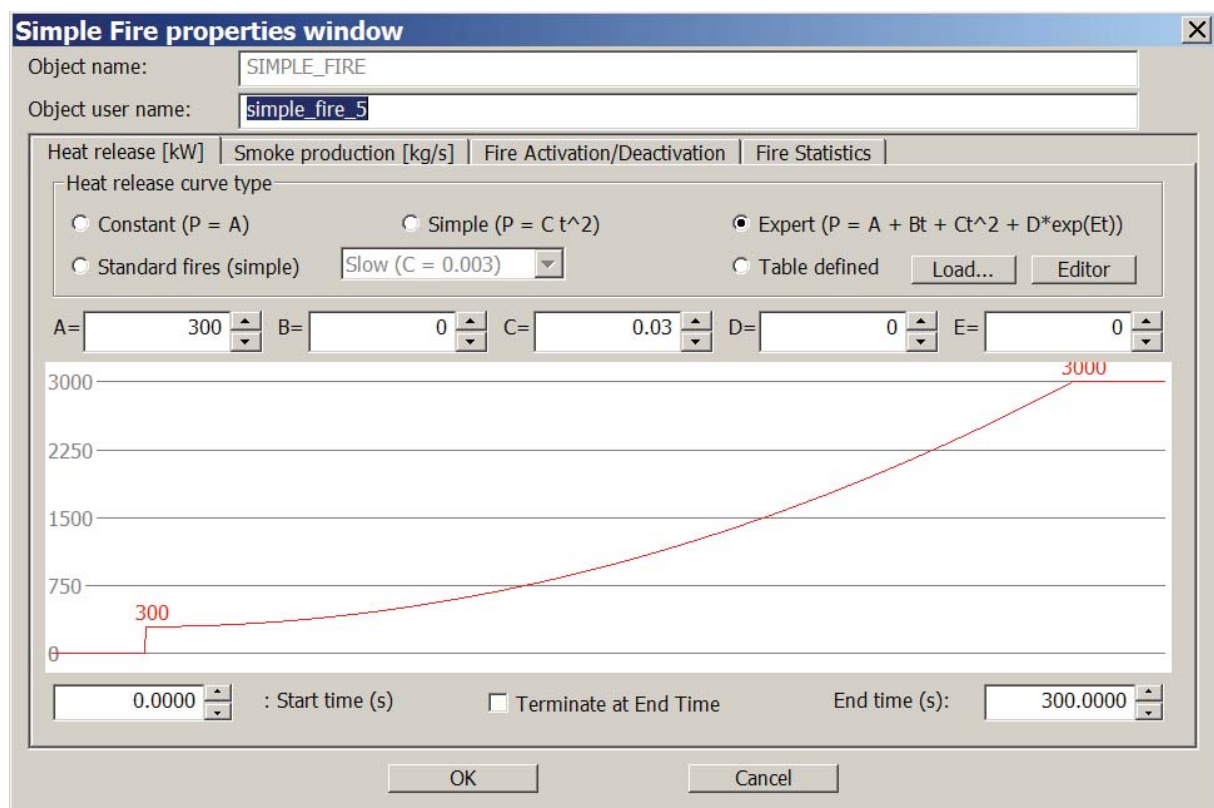 Simple Fire properties window
Object name: SIMPLE_FIRE
Object user name: simple_fire_5
Heat release [kW] Smoke production [kg/s] Fire Activation/Deactivation Fire Statistics
Heat release curve type
Constant (P = A) Simple (P = C t^2) Expert (P = A + Bt + Ct^2 + D*exp(Et))
Standard fires (simple) Slow (C = 0.003) Table defined Load... Editor
A= 300 B= 0 C= 0.03 D= 0 E= 0
3000
3000
2250
1500
750
300
0
0.0000 : Start time (s) Terminate at End Time End time (s): 300.0000
OK Cancel